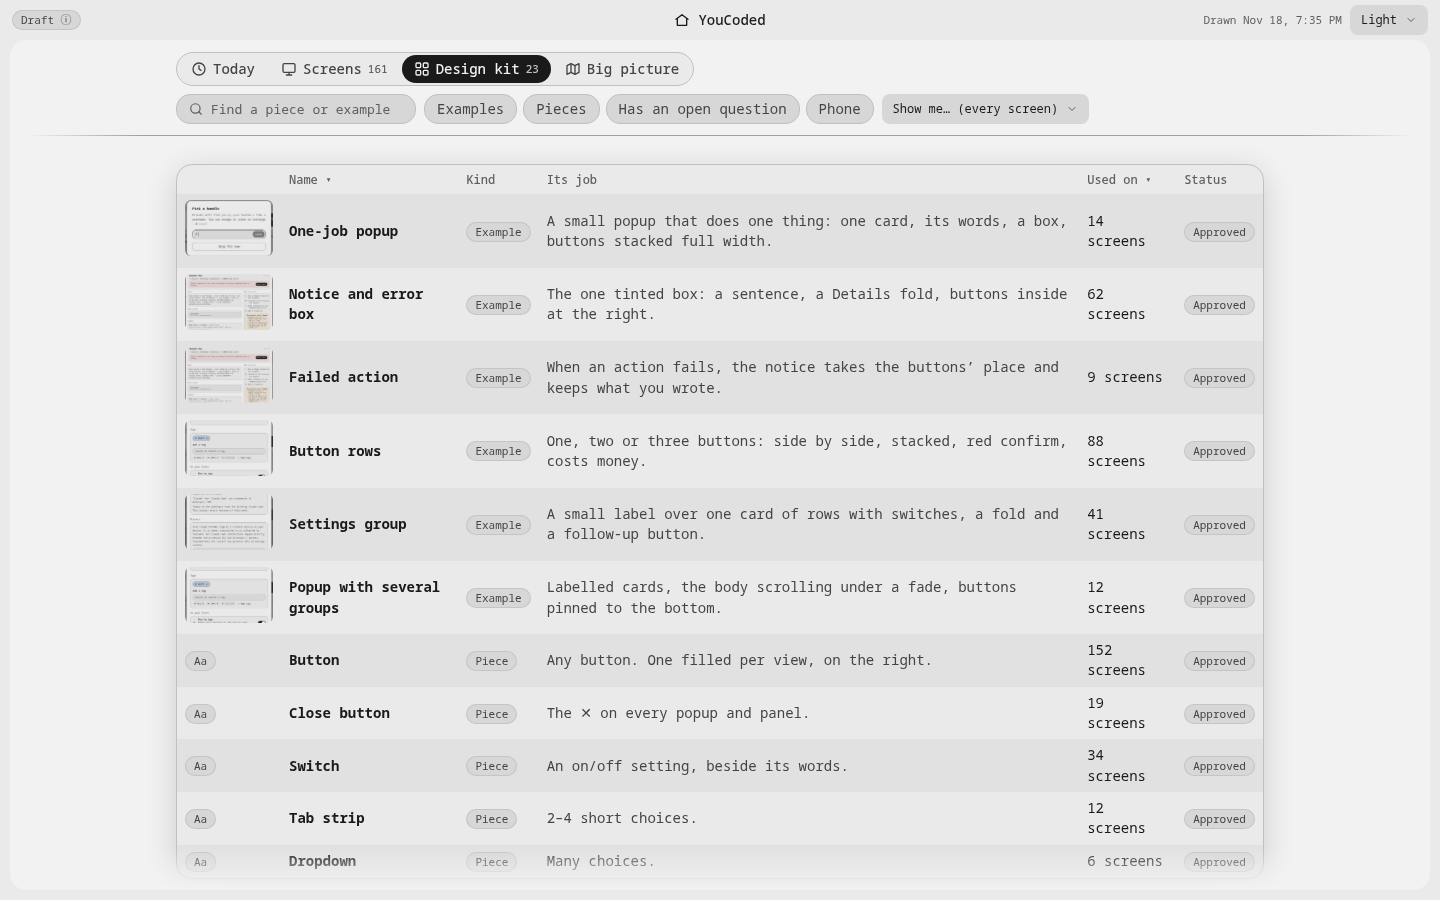 Draft
YouCoded
Drawn Nov 18, 7:35 PM
Light
Today
Screens 161
Design kit 23
Big picture
Find a piece or example
Examples
Pieces
Has an open question
Phone
Show me… (every screen)
Name
Kind
Its job
Used on
Status
Pick a handle
One-job popup
Example
A small popup that does one thing: one card, its words, a box,
buttons stacked full width.
14
screens
Approved
Notice and error
box
Example
The one tinted box: a sentence, a Details fold, buttons inside
at the right.
62
screens
Approved
Failed action
Example
When an action fails, the notice takes the buttons’ place and
keeps what you wrote.
9 screens
Approved
Button rows
Example
One, two or three buttons: side by side, stacked, red confirm,
costs money.
88
screens
Approved
Settings group
Example
A small label over one card of rows with switches, a fold and
a follow-up button.
41
screens
Approved
Popup with several
groups
Example
Labelled cards, the body scrolling under a fade, buttons
pinned to the bottom.
12
screens
Approved
Aa
Button
Piece
Any button. One filled per view, on the right.
152
screens
Approved
Aa
Close button
Piece
The ✕ on every popup and panel.
19
screens
Approved
Aa
Switch
Piece
An on/off setting, beside its words.
34
screens
Approved
Aa
Tab strip
Piece
2–4 short choices.
12
screens
Approved
Aa
Dropdown
Piece
Many choices.
6 screens
Approved